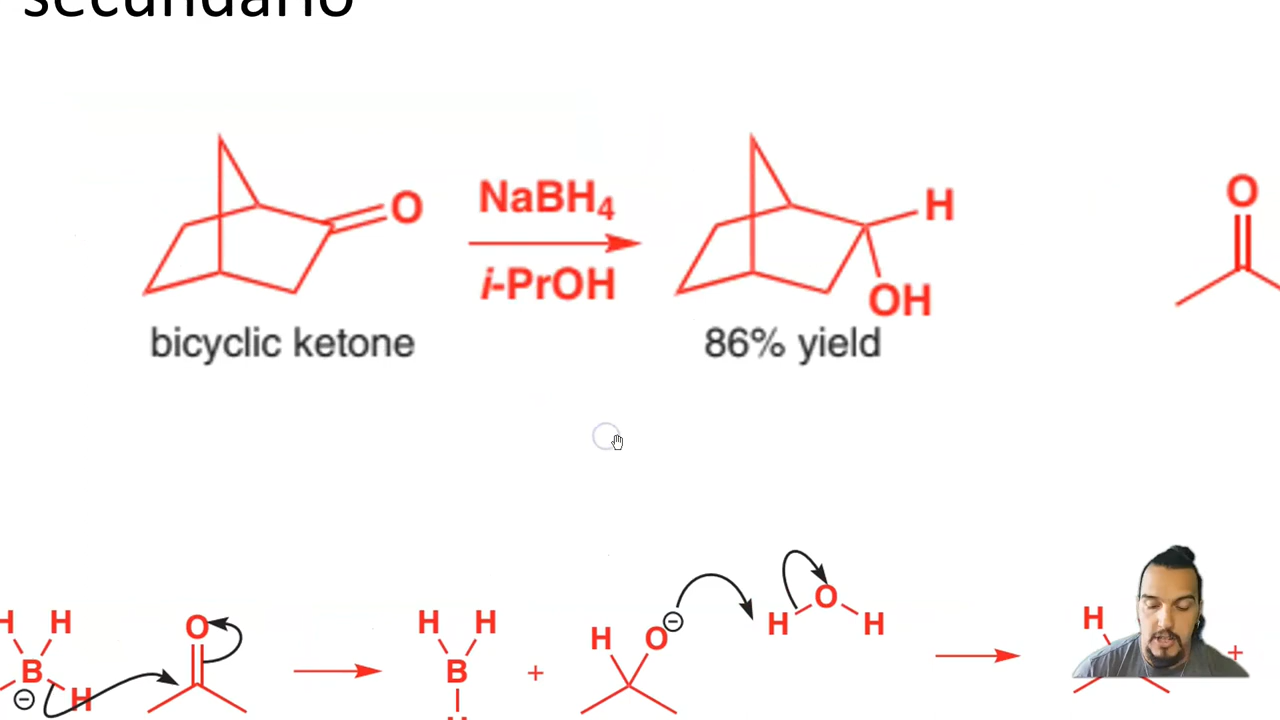 secundario
O
NaBH4
i-PrOH
H
OH
O
bicyclic ketone
86% yield
H H
B
⊖ H
O
H H
B
H
+
H O ⊖
H O H
H
+